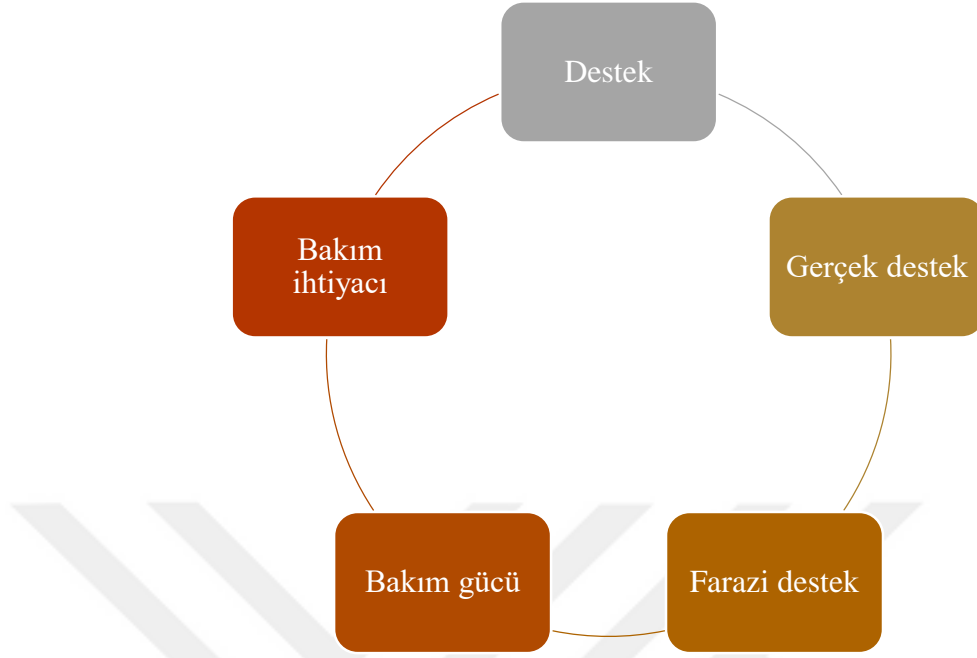 Destek
Gerçek destek
Farazi destek
Bakım gücü
Bakım
ihtiyacı